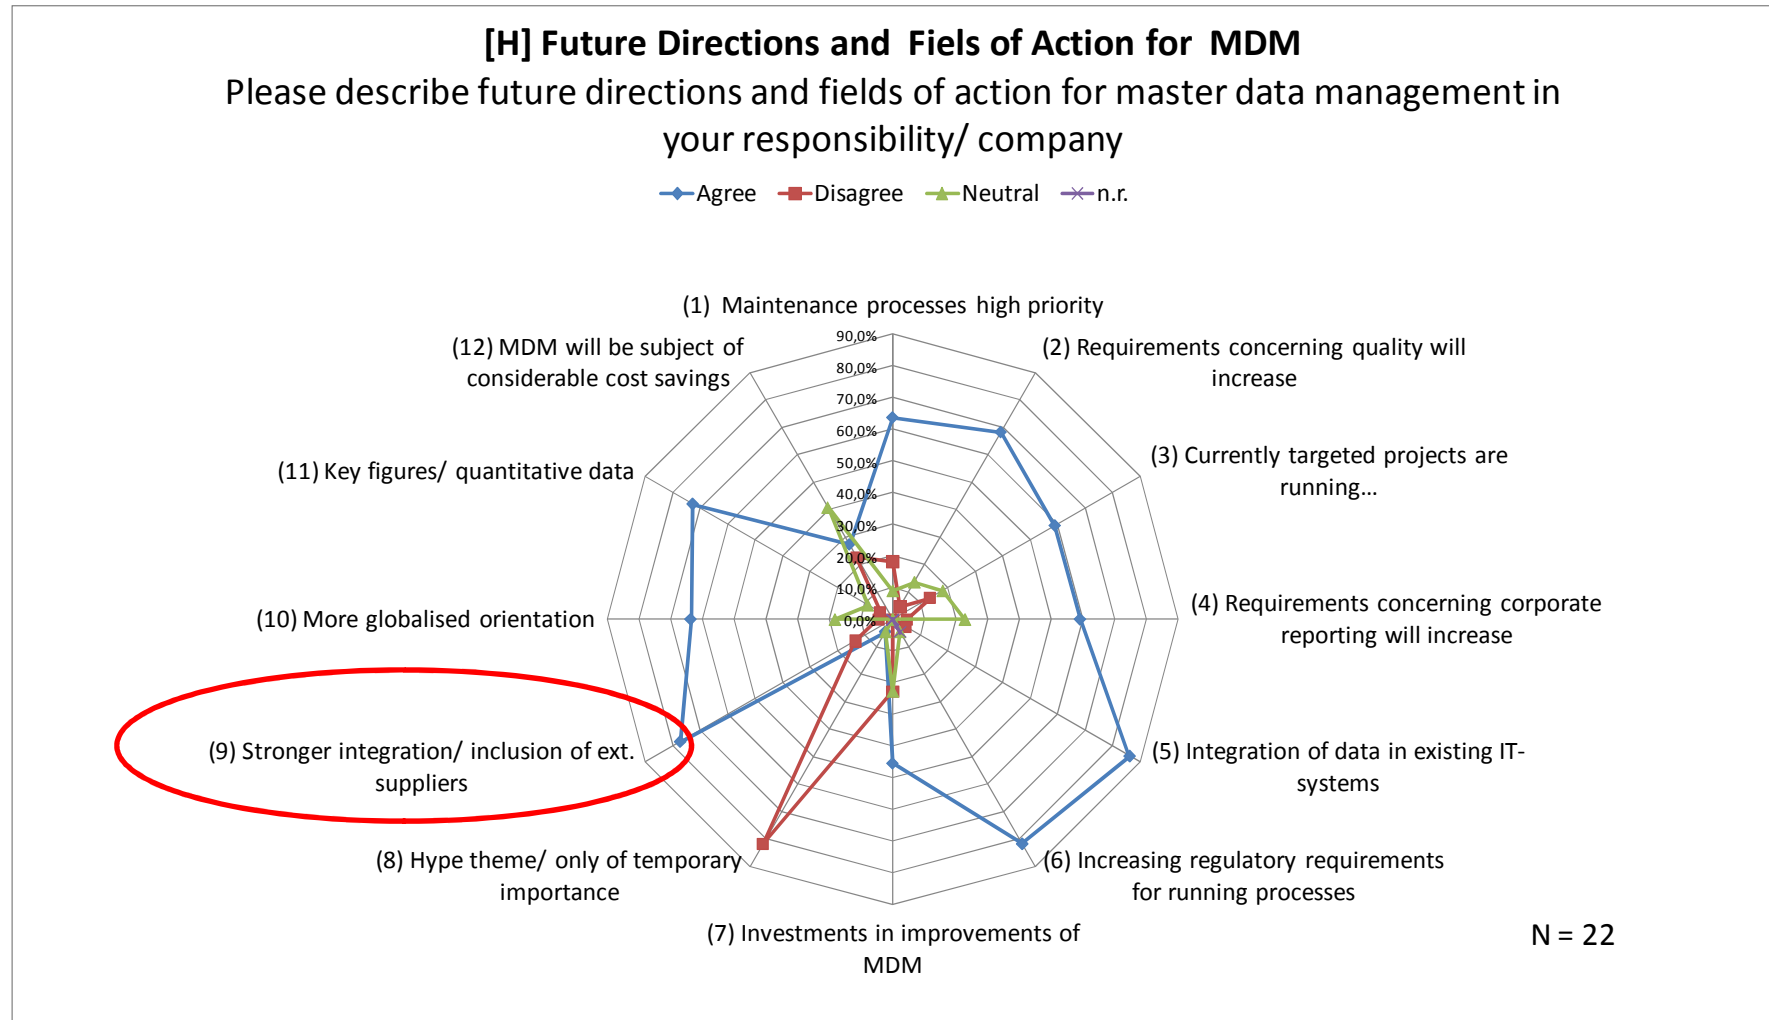 [H] Future Directions and  Fiels of Action for  MDM
Please describe future directions and fields of action for master data management in
your responsibility/ company
Agree Disagree Neutral n.r.
(1)  Maintenance processes high priority
(2) Requirements concerning quality will
increase
(3) Currently targeted projects are
running...
(4) Requirements concerning corporate
reporting will increase
(5) Integration of data in existing IT-
systems
(6) Increasing regulatory requirements
for running processes
(7) Investments in improvements of
MDM
(8) Hype theme/ only of temporary
importance
(9) Stronger integration/ inclusion of ext.
suppliers
(10) More globalised orientation
(11) Key figures/ quantitative data
(12) MDM will be subject of
considerable cost savings
90,0%
80,0%
70,0%
60,0%
50,0%
40,0%
30,0%
20,0%
10,0%
0,0%
N = 22